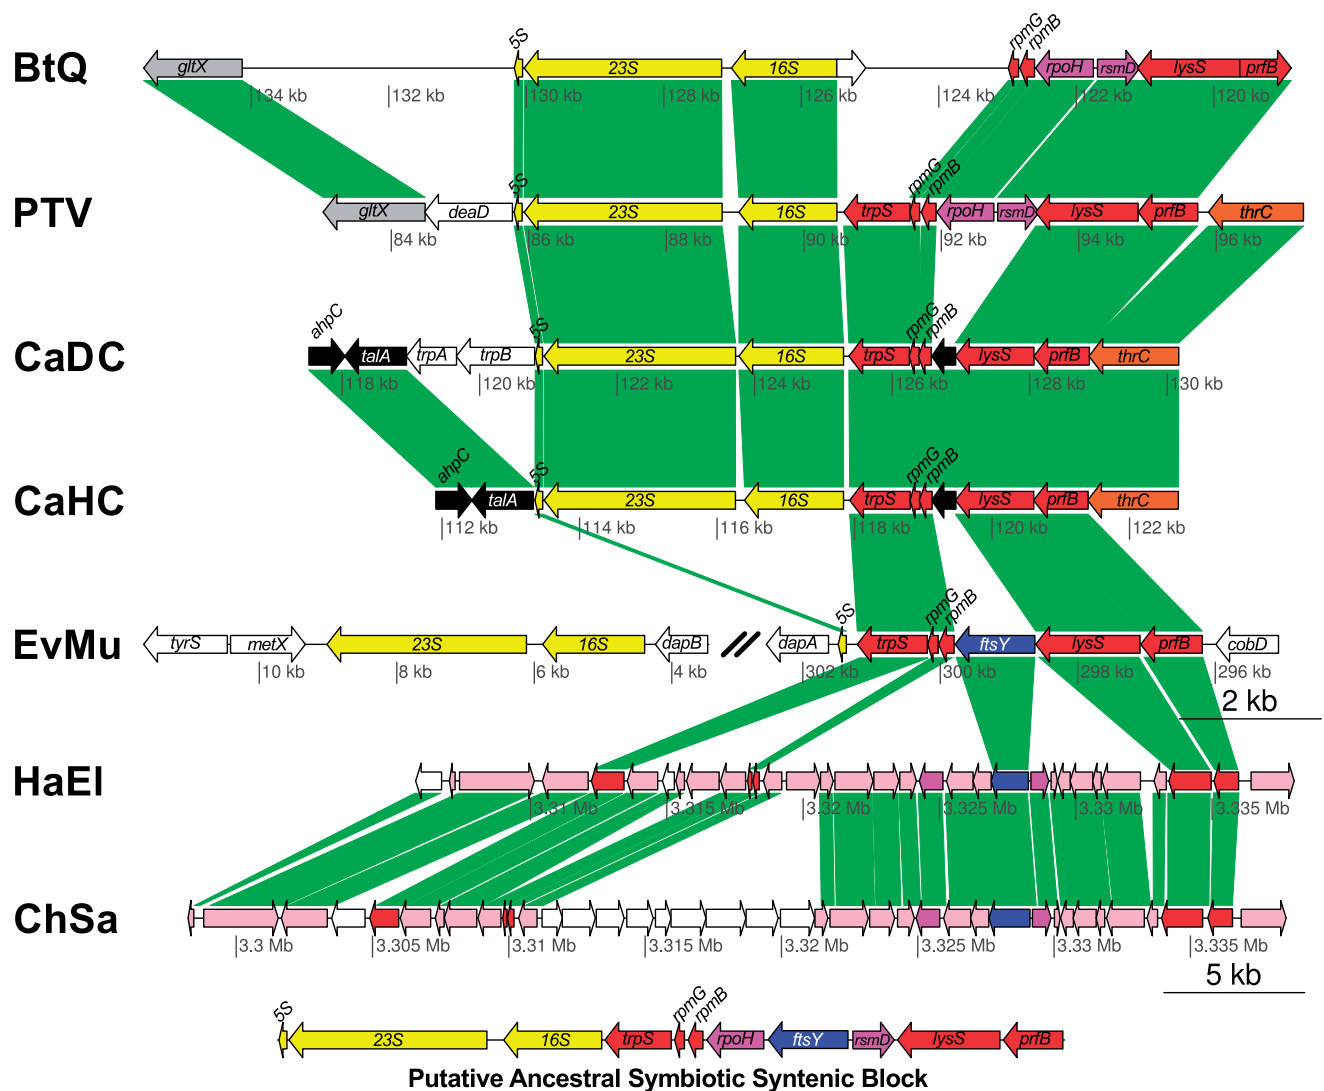 BtQ
gltX 5S 23S 16S rpmG rpmB rpoH rsmD lysS prfB
134 kb 132 kb 130 kb 128 kb 126 kb 124 kb 122 kb 120 kb
PTV
gltX deaD 5S 23S 16S trpS rpmG rpmB rpoH rsmD lysS prfB thrC
84 kb 86 kb 88 kb 90 kb 92 kb 94 kb 96 kb
CaDC
ahpC talA trpA trpB 5S 23S 16S trpS rpmG rpmB lysS prfB thrC
118 kb 120 kb 122 kb 124 kb 126 kb 128 kb 130 kb
CaHC
ahpC talA 5S 23S 16S trpS rpmG rpmB lysS prfB thrC
112 kb 114 kb 116 kb 118 kb 120 kb 122 kb
EvMu
tyrS metX 23S 16S dapB dapA 5S trpS rpmG rpmB ftsY lysS prfB cobD
10 kb 8 kb 6 kb 4 kb 302 kb 300 kb 298 kb 296 kb
2 kb
HaEl
3.31 Mb 3.315 Mb 3.32 Mb 3.325 Mb 3.33 Mb 3.335 Mb
ChSa
3.3 Mb 3.305 Mb 3.31 Mb 3.315 Mb 3.32 Mb 3.325 Mb 3.33 Mb 3.335 Mb
5 kb
5S 23S 16S trpS rpmG rpmB rpoH ftsY rsmD lysS prfB
Putative Ancestral Symbiotic Syntenic Block